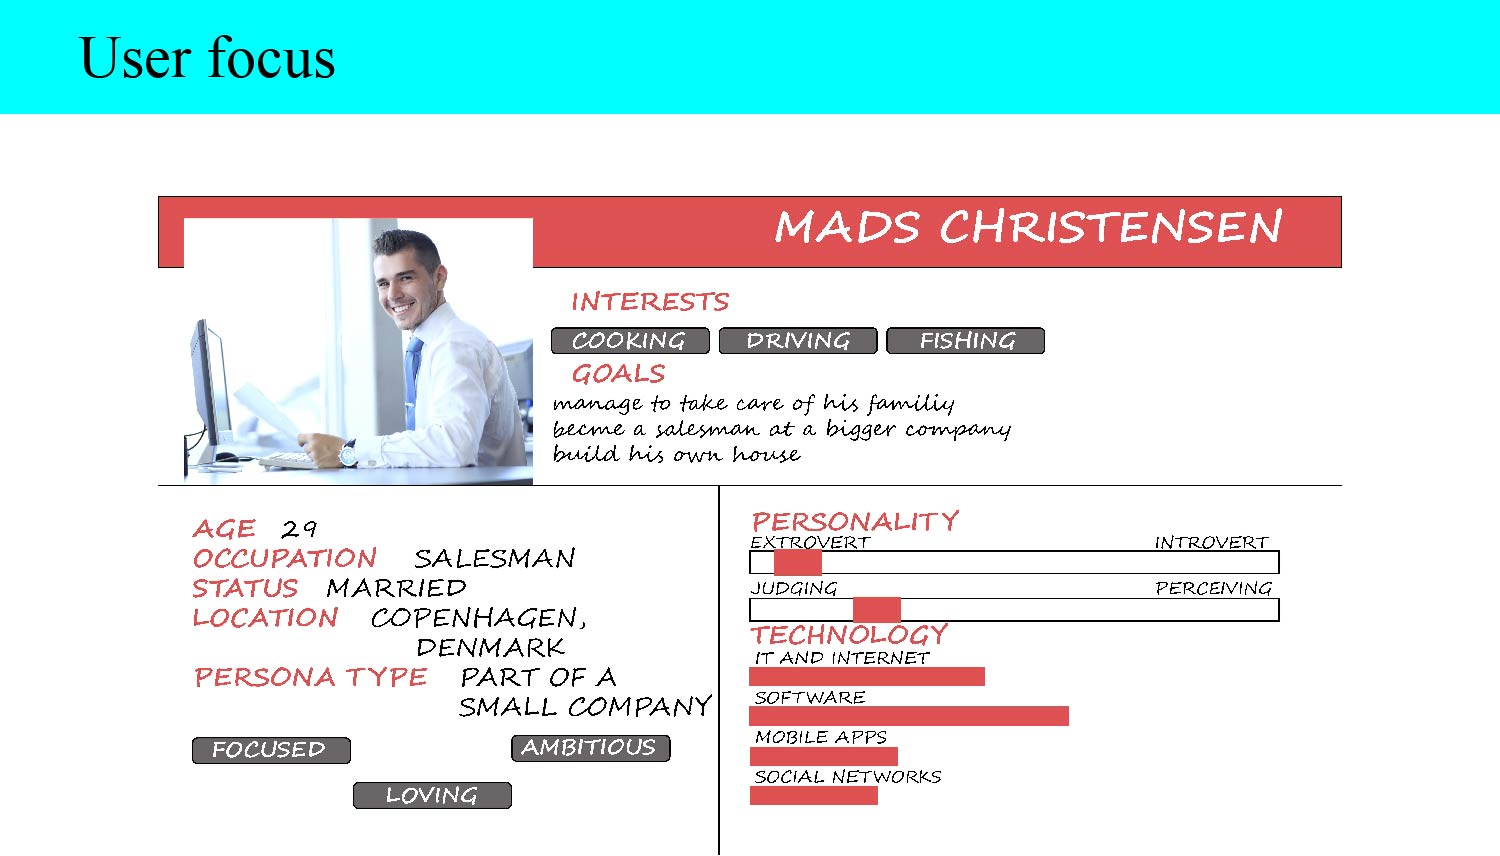 User focus
MADS CHRISTENSEN
INTERESTS
COOKING DRIVING FISHING
GOALS
manage to take care of his familiy
becme a salesman at a bigger company
build his own house
AGE 29
OCCUPATION SALESMAN
STATUS MARRIED
LOCATION COPENHAGEN,
DENMARK
PERSONA TYPE PART OF A
SMALL COMPANY
FOCUSED AMBITIOUS
LOVING
PERSONALITY
EXTROVERT INTROVERT
JUDGING PERCEIVING
TECHNOLOGY
IT AND INTERNET
SOFTWARE
MOBILE APPS
SOCIAL NETWORKS